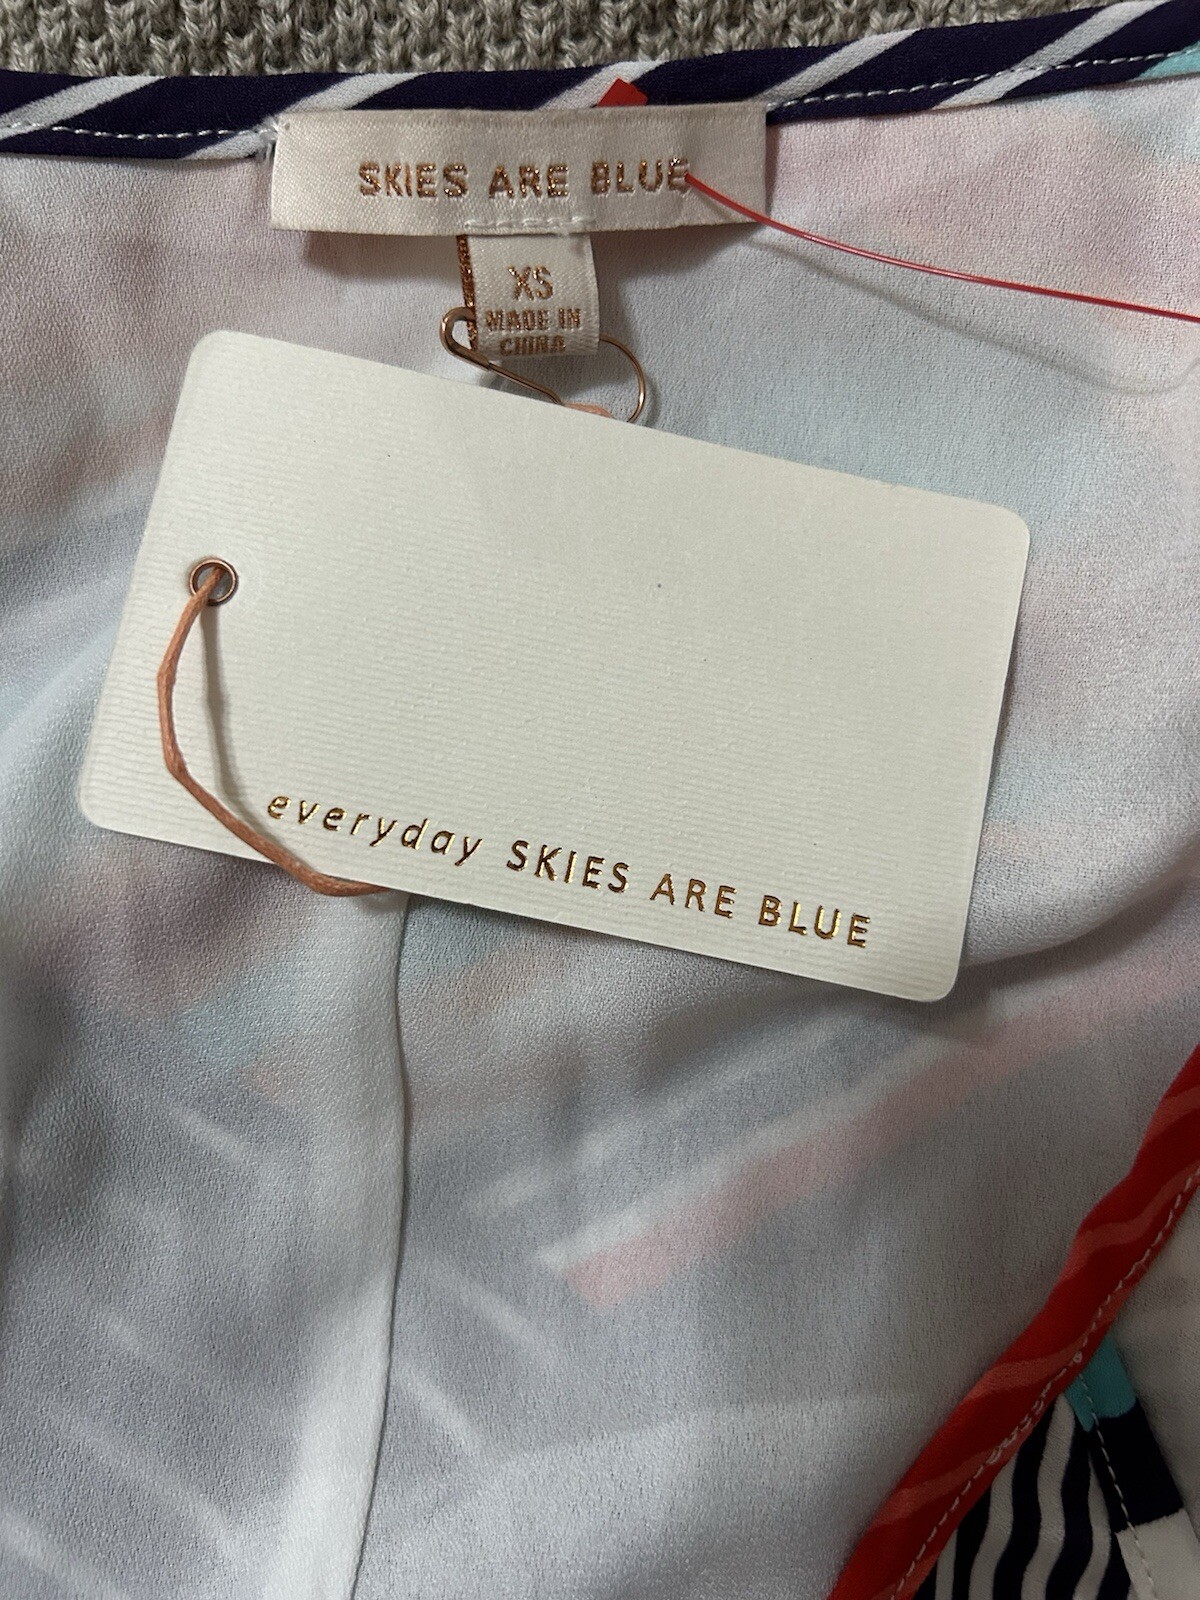 SKIES ARE BLUE
XS
MADE IN
CHINA
everyday SKIES ARE BLUE